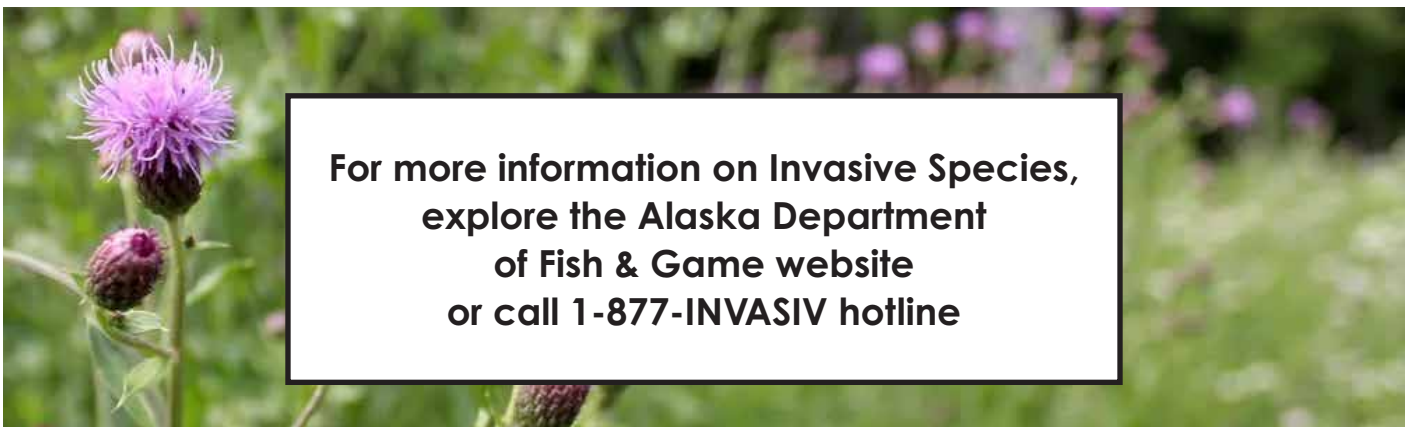 For more information on Invasive Species,
explore the Alaska Department
of Fish & Game website
or call 1-877-INVASIV hotline